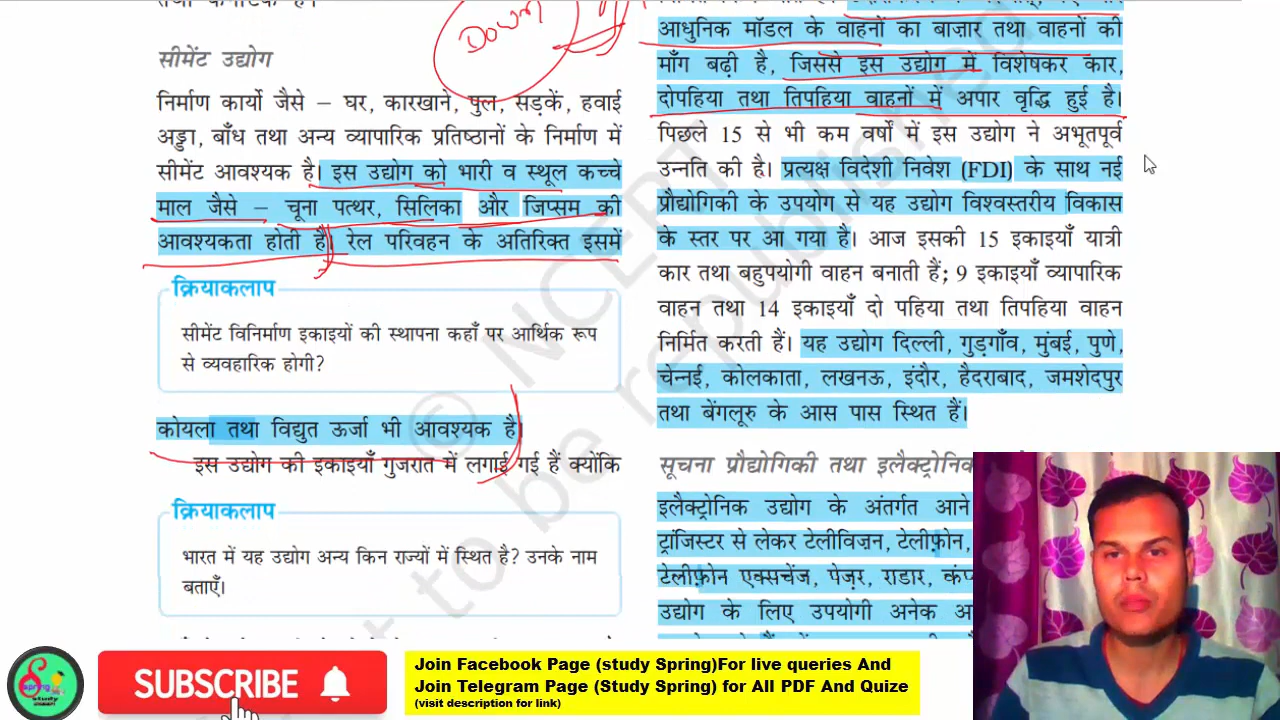 सीमेंट उद्योग
निर्माण कार्यो जैसे – घर, कारखाने, पुल, सड़कें, हवाई
अड्डा, बाँध तथा अन्य व्यापारिक प्रतिष्ठानों के निर्माण में
सीमेंट आवश्यक है। इस उद्योग को भारी व स्थूल कच्चे
माल जैसे – चूना पत्थर, सिलिका और जिप्सम की
आवश्यकता होती है। रेल परिवहन के अतिरिक्त इसमें
क्रियाकलाप
सीमेंट विनिर्माण इकाइयों की स्थापना कहाँ पर आर्थिक रूप
से व्यवहारिक होगी?
कोयला तथा विद्युत ऊर्जा भी आवश्यक है।
इस उद्योग की इकाइयाँ गुजरात में लगाई गई हैं क्योंकि
क्रियाकलाप
भारत में यह उद्योग अन्य किन राज्यों में स्थित है? उनके नाम
बताएँ।
Down
आधुनिक मॉडल के वाहनों का बाज़ार तथा वाहनों की
माँग बढ़ी है, जिससे इस उद्योग में विशेषकर कार,
दोपहिया तथा तिपहिया वाहनों में अपार वृद्धि हुई है।
पिछले 15 से भी कम वर्षों में इस उद्योग ने अभूतपूर्व
उन्नति की है। प्रत्यक्ष विदेशी निवेश (FDI) के साथ नई
प्रौद्योगिकी के उपयोग से यह उद्योग विश्वस्तरीय विकास
के स्तर पर आ गया है। आज इसकी 15 इकाइयाँ यात्री
कार तथा बहुपयोगी वाहन बनाती हैं; 9 इकाइयाँ व्यापारिक
वाहन तथा 14 इकाइयाँ दो पहिया तथा तिपहिया वाहन
निर्मित करती हैं। यह उद्योग दिल्ली, गुड़गाँव, मुंबई, पुणे,
चेन्नई, कोलकाता, लखनऊ, इंदौर, हैदराबाद, जमशेदपुर
तथा बेंगलूरु के आस पास स्थित हैं।
सूचना प्रौद्योगिकी तथा इलैक्ट्रोनिक
इलैक्ट्रोनिक उद्योग के अंतर्गत आने
ट्रांजिस्टर से लेकर टेलीविज़न, टेलीफ़ोन,
टेलीफ़ोन एक्सचेंज, पेज़र, राडार,
उद्योग के लिए उपयोगी अनेक
© NCERT
be republished
SUBSCRIBE
Join Facebook Page (study Spring)For live queries And
Join Telegram Page (Study Spring) for All PDF And Quize
(visit description for link)